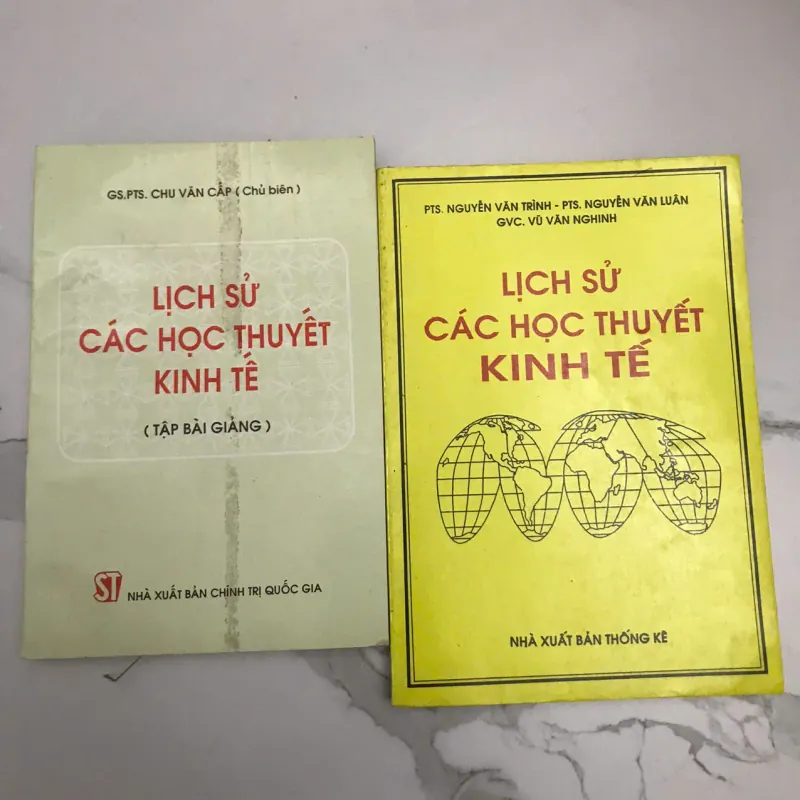 GS,PTS. CHU VĂN CẤP ( Chủ biên )
LỊCH SỬ
CÁC HỌC THUYẾT
KINH TẾ
( TẬP BÀI GIẢNG )
ST NHÀ XUẤT BẢN CHÍNH TRỊ QUỐC GIA
PTS. NGUYỄN VĂN TRÌNH - PTS. NGUYỄN VĂN LUÂN
GVC. VŨ VĂN NGHINH
LỊCH SỬ
CÁC HỌC THUYẾT
KINH TẾ
NHÀ XUẤT BẢN THỐNG KÊ